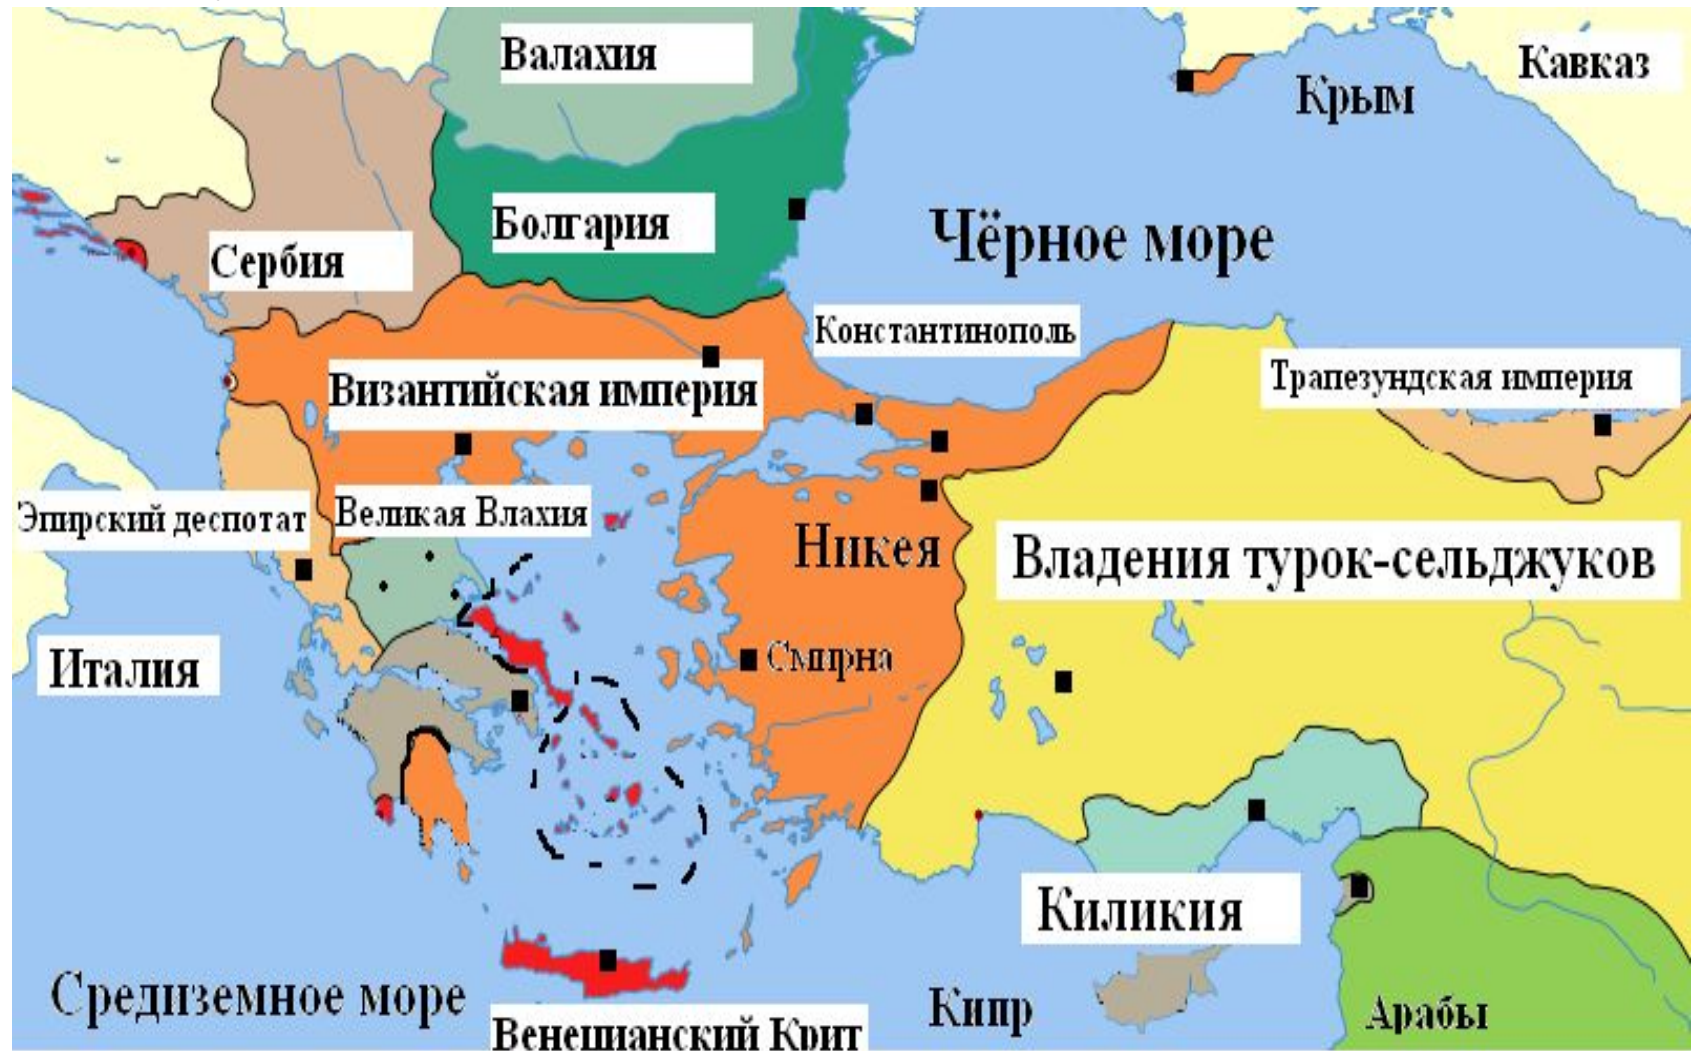 Валахия
Кавказ
Крым
Болгария
Чёрное море
Сербия
Константинополь
Трапезундская империя
Византийская империя
Эпирский деспотат
Великая Влахия
Никея
Владения турок-сельджуков
Италия
Смирна
Киликия
Средиземное море
Кипр
Арабы
Венецианский Крит